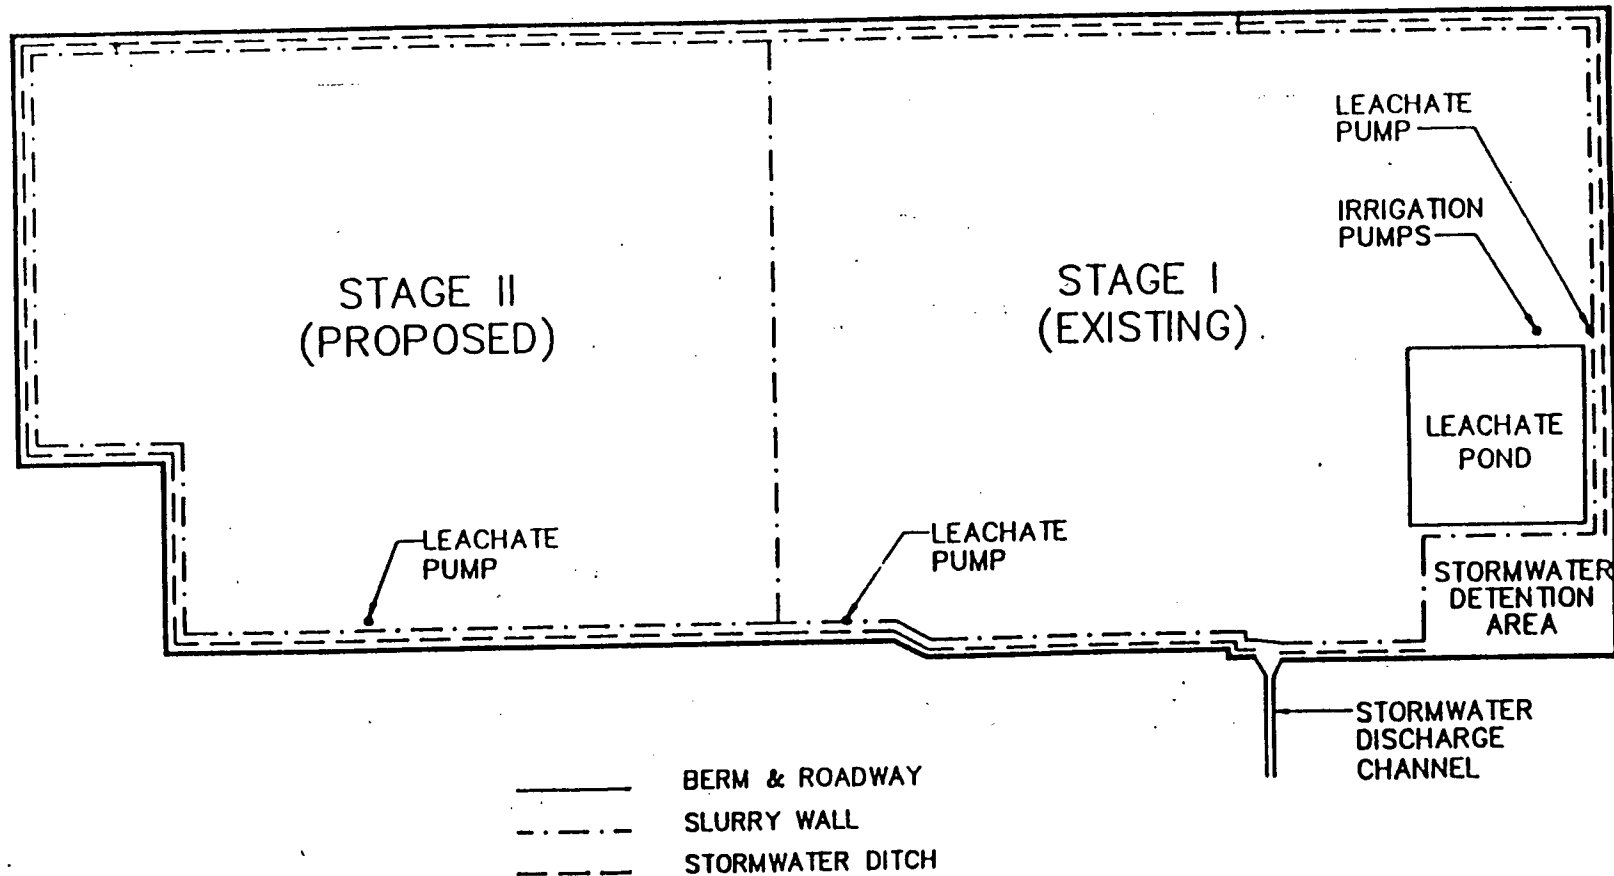 LEACHATE
PUMP
IRRIGATION
PUMPS
STAGE II
(PROPOSED)
STAGE I
(EXISTING)
LEACHATE
POND
LEACHATE
PUMP
LEACHATE
PUMP
STORMWATER
DETENTION
AREA
STORMWATER
DISCHARGE
CHANNEL
BERM & ROADWAY
SLURRY WALL
STORMWATER DITCH